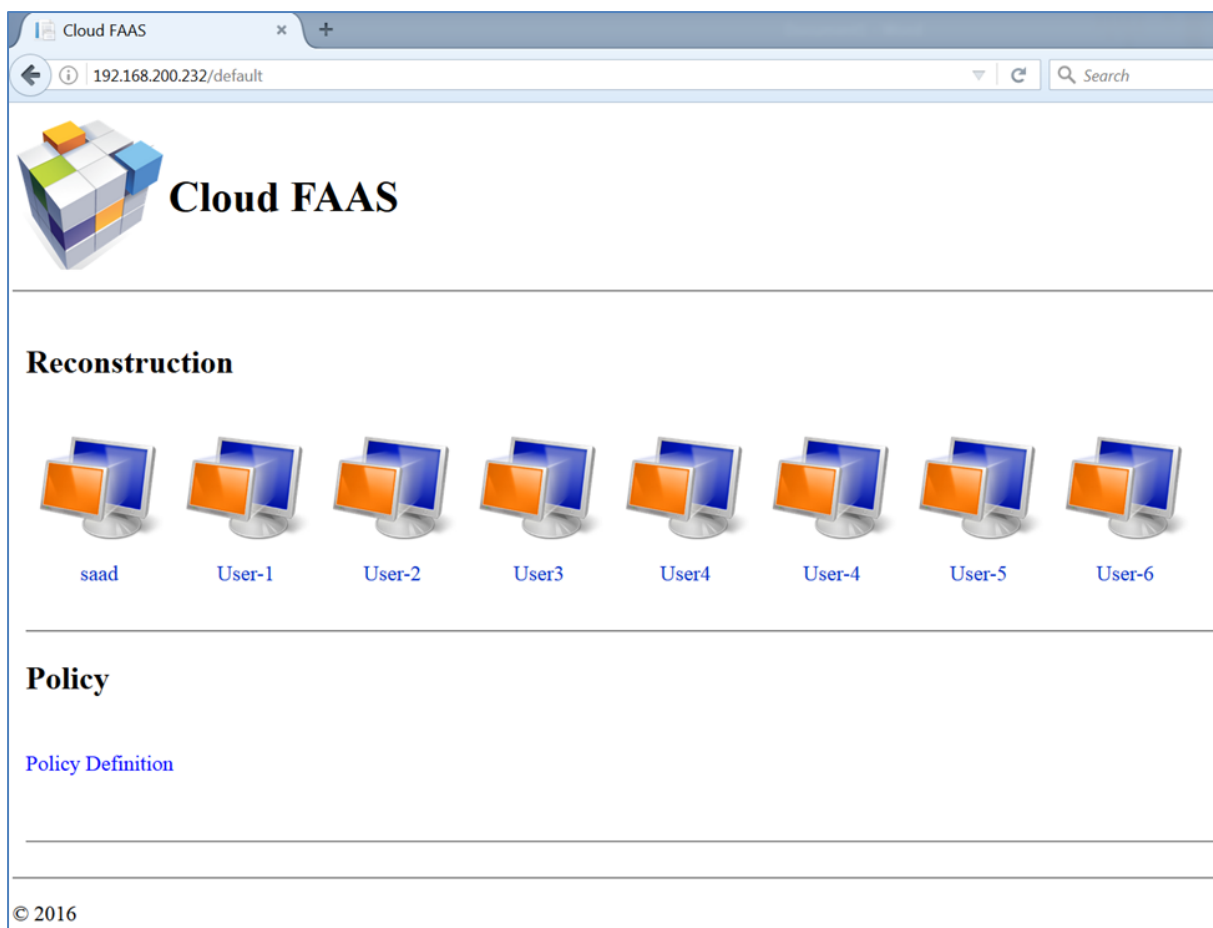 Cloud FAAS
192.168.200.232/default
Search
Cloud FAAS
Reconstruction
saad User-1 User-2 User3 User4 User-4 User-5 User-6
Policy
Policy Definition
© 2016